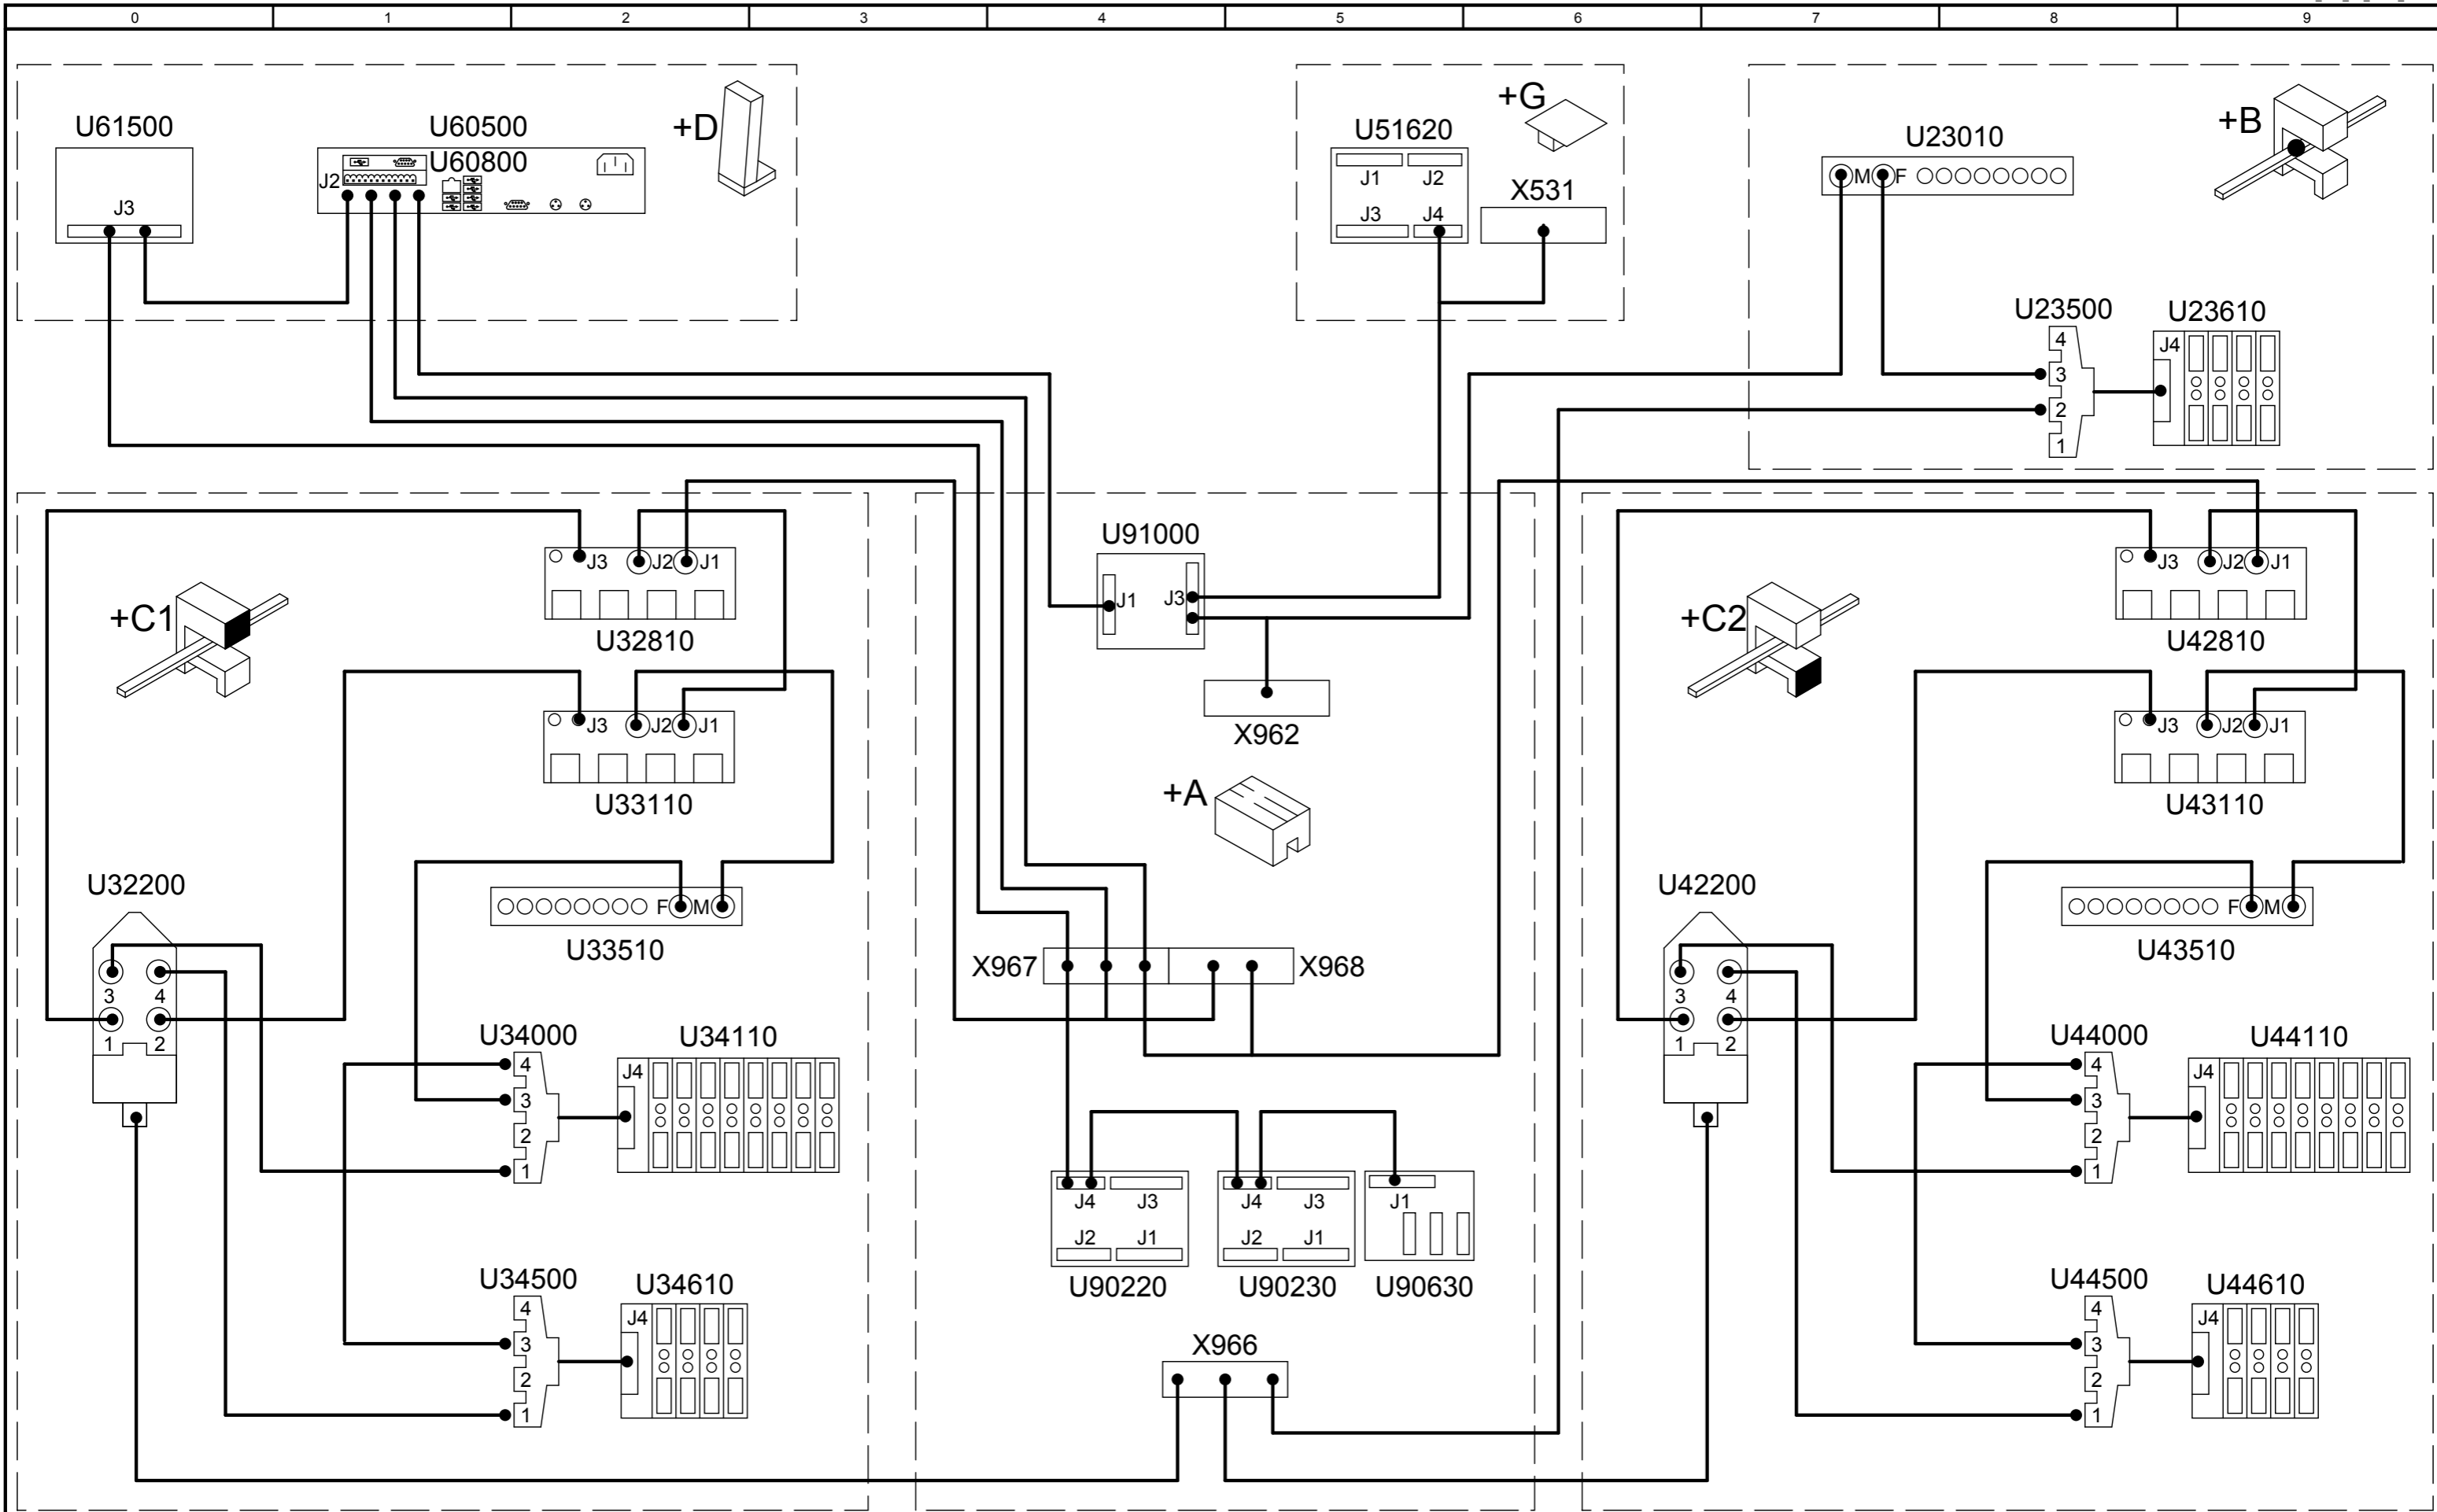 0 1 2 3 4 5 6 7 8 9
U61500
J3
U60500
U60800
J2
+D
+G
U51620
J1 J2
J3 J4
X531
+B
U23010
M F
U23500
4
3
2
1
U23610
J4
+C1
J3 J2 J1
U32810
J3 J2 J1
U33110
U32200
3 4
1 2
F M
U33510
U34000
4
3
2
1
U34110
J4
U34500
4
3
2
1
U34610
J4
U91000
J1 J3
X962
+A
X967 X968
J4 J3
J2 J1
U90220
J4 J3
J2 J1
U90230
J1
U90630
X966
+C2
J3 J2 J1
U42810
J3 J2 J1
U43110
U42200
3 4
1 2
F M
U43510
U44000
4
3
2
1
U44110
J4
U44500
4
3
2
1
U44610
J4